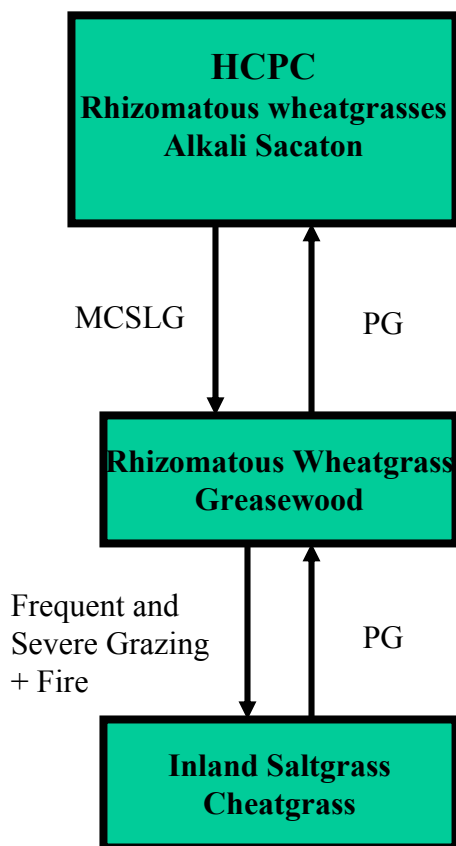 HCPC
Rhizomatous wheatgrasses
Alkali Sacaton
MCSLG
PG
Rhizomatous Wheatgrass
Greasewood
Frequent and
Severe Grazing
+ Fire
PG
Inland Saltgrass
Cheatgrass